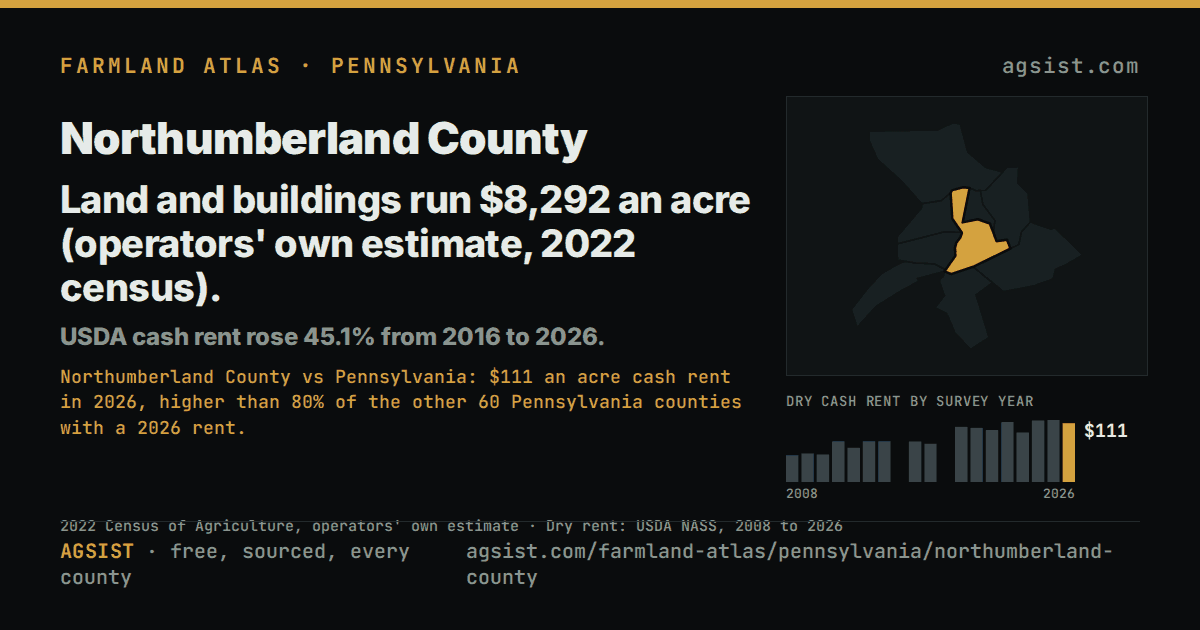 FARMLAND ATLAS · PENNSYLVANIA
agsist.com
Northumberland County
Land and buildings run $8,292 an acre
(operators' own estimate, 2022
census).
USDA cash rent rose 45.1% from 2016 to 2026.
Northumberland County vs Pennsylvania: $111 an acre cash rent
in 2026, higher than 80% of the other 60 Pennsylvania counties
with a 2026 rent.
DRY CASH RENT BY SURVEY YEAR
$111
2008
2026
2022 Census of Agriculture, operators' own estimate · Dry rent: USDA NASS, 2008 to 2026
AGSIST · free, sourced, every
county
agsist.com/farmland-atlas/pennsylvania/northumberland-
county